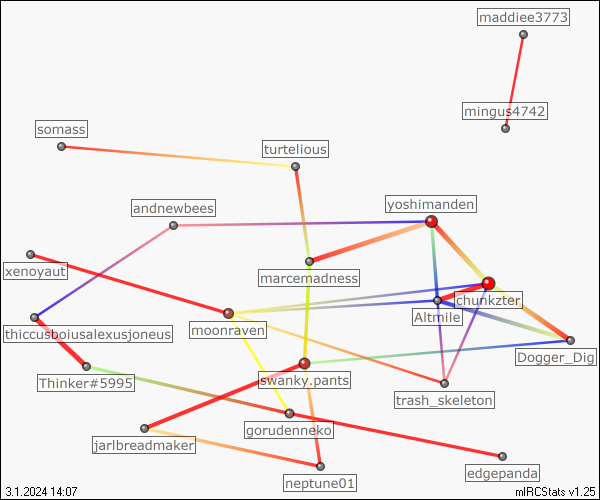 maddiee3773
mingus4742
somass
turtelious
yoshimanden
andnewbees
xenoyaut
marcemadness
chunkzter
Altmile
moonraven
thiccusboiusalexusjoneus
Dogger_Dig
swanky.pants
Thinker#5995
trash_skeleton
gorudenneko
jarlbreadmaker
edgepanda
neptune01
3.1.2024 14:07
mIRCStats v1.25